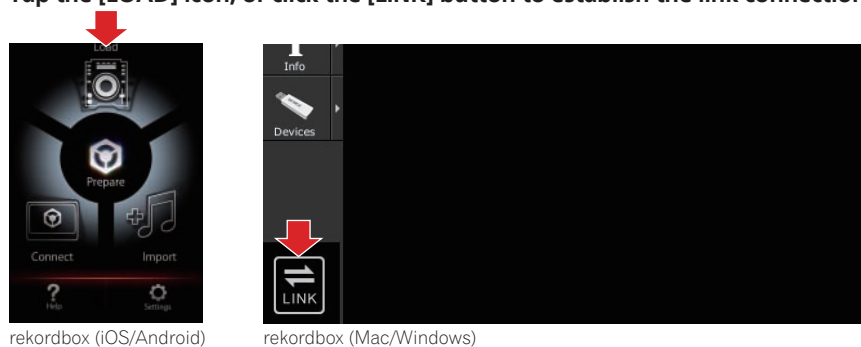 Tap the [LOAD] icon, or click the [LINK] button to establish the link connection
Load
Prepare
Connect
Import
Help
Settings
Info
Devices
LINK
rekordbox (iOS/Android)
rekordbox (Mac/Windows)